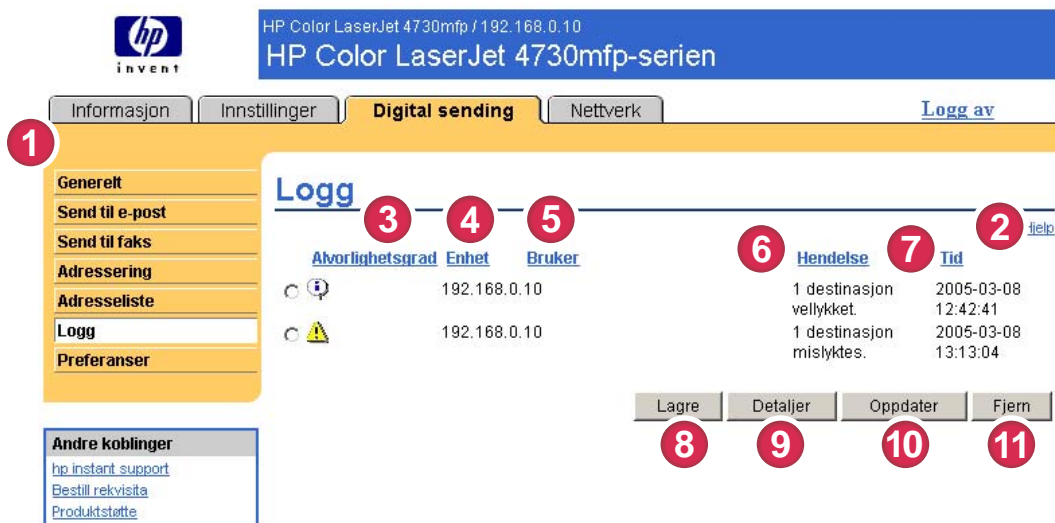 hp
invent
HP Color LaserJet 4730mfp / 192.168.0.10
HP Color LaserJet 4730mfp-serien
Informasjon Innstillinger Digital sending Nettverk Logg av
1
Generelt
Send til e-post
Send til faks
Adressering
Adresseliste
Logg
Preferanser
Logg
3 4 5
2 Hjelp
6 7
Alvorlighetsgrad Enhet Bruker Hendelse Tid
192.168.0.10 1 destinasjon 2005-03-08
vellykket. 12:42:41
192.168.0.10 1 destinasjon 2005-03-08
mislyktes. 13:13:04
Lagre Detaljer Oppdater Fjern
8 9 10 11
Andre koblinger
hp instant support
Bestill rekvisita
Produktstøtte